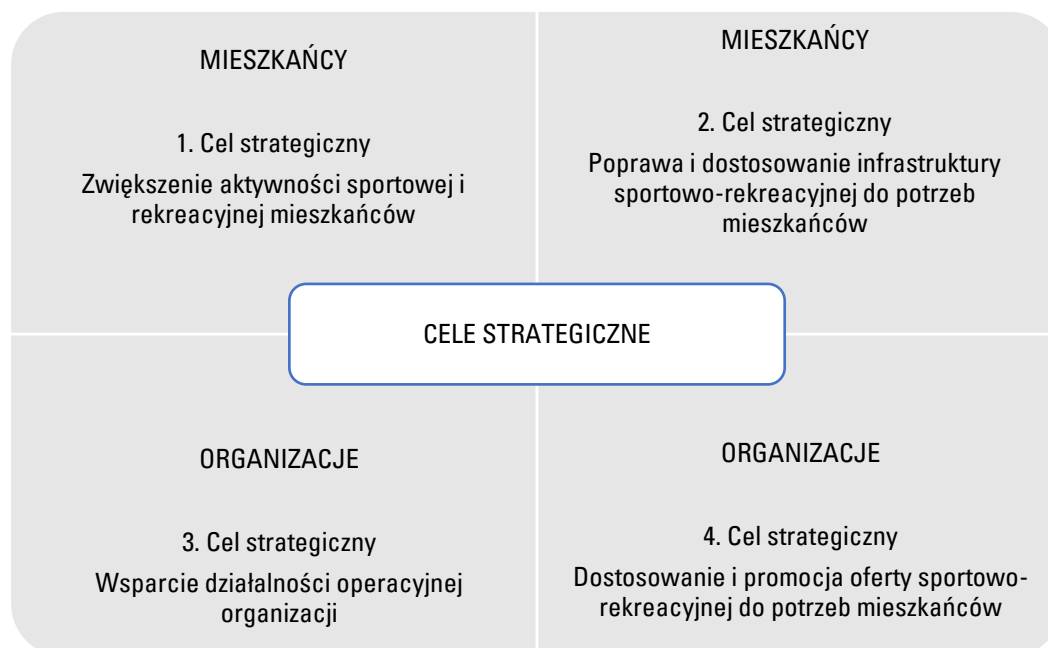 MIESZKAŃCY
1. Cel strategiczny
Zwiększenie aktywności sportowej i
rekreacyjnej mieszkańców
MIESZKAŃCY
2. Cel strategiczny
Poprawa i dostosowanie infrastruktury
sportowo-rekreacyjnej do potrzeb
mieszkańców
CELE STRATEGICZNE
ORGANIZACJE
3. Cel strategiczny
Wsparcie działalności operacyjnej
organizacji
ORGANIZACJE
4. Cel strategiczny
Dostosowanie i promocja oferty sportowo-
rekreacyjnej do potrzeb mieszkańców